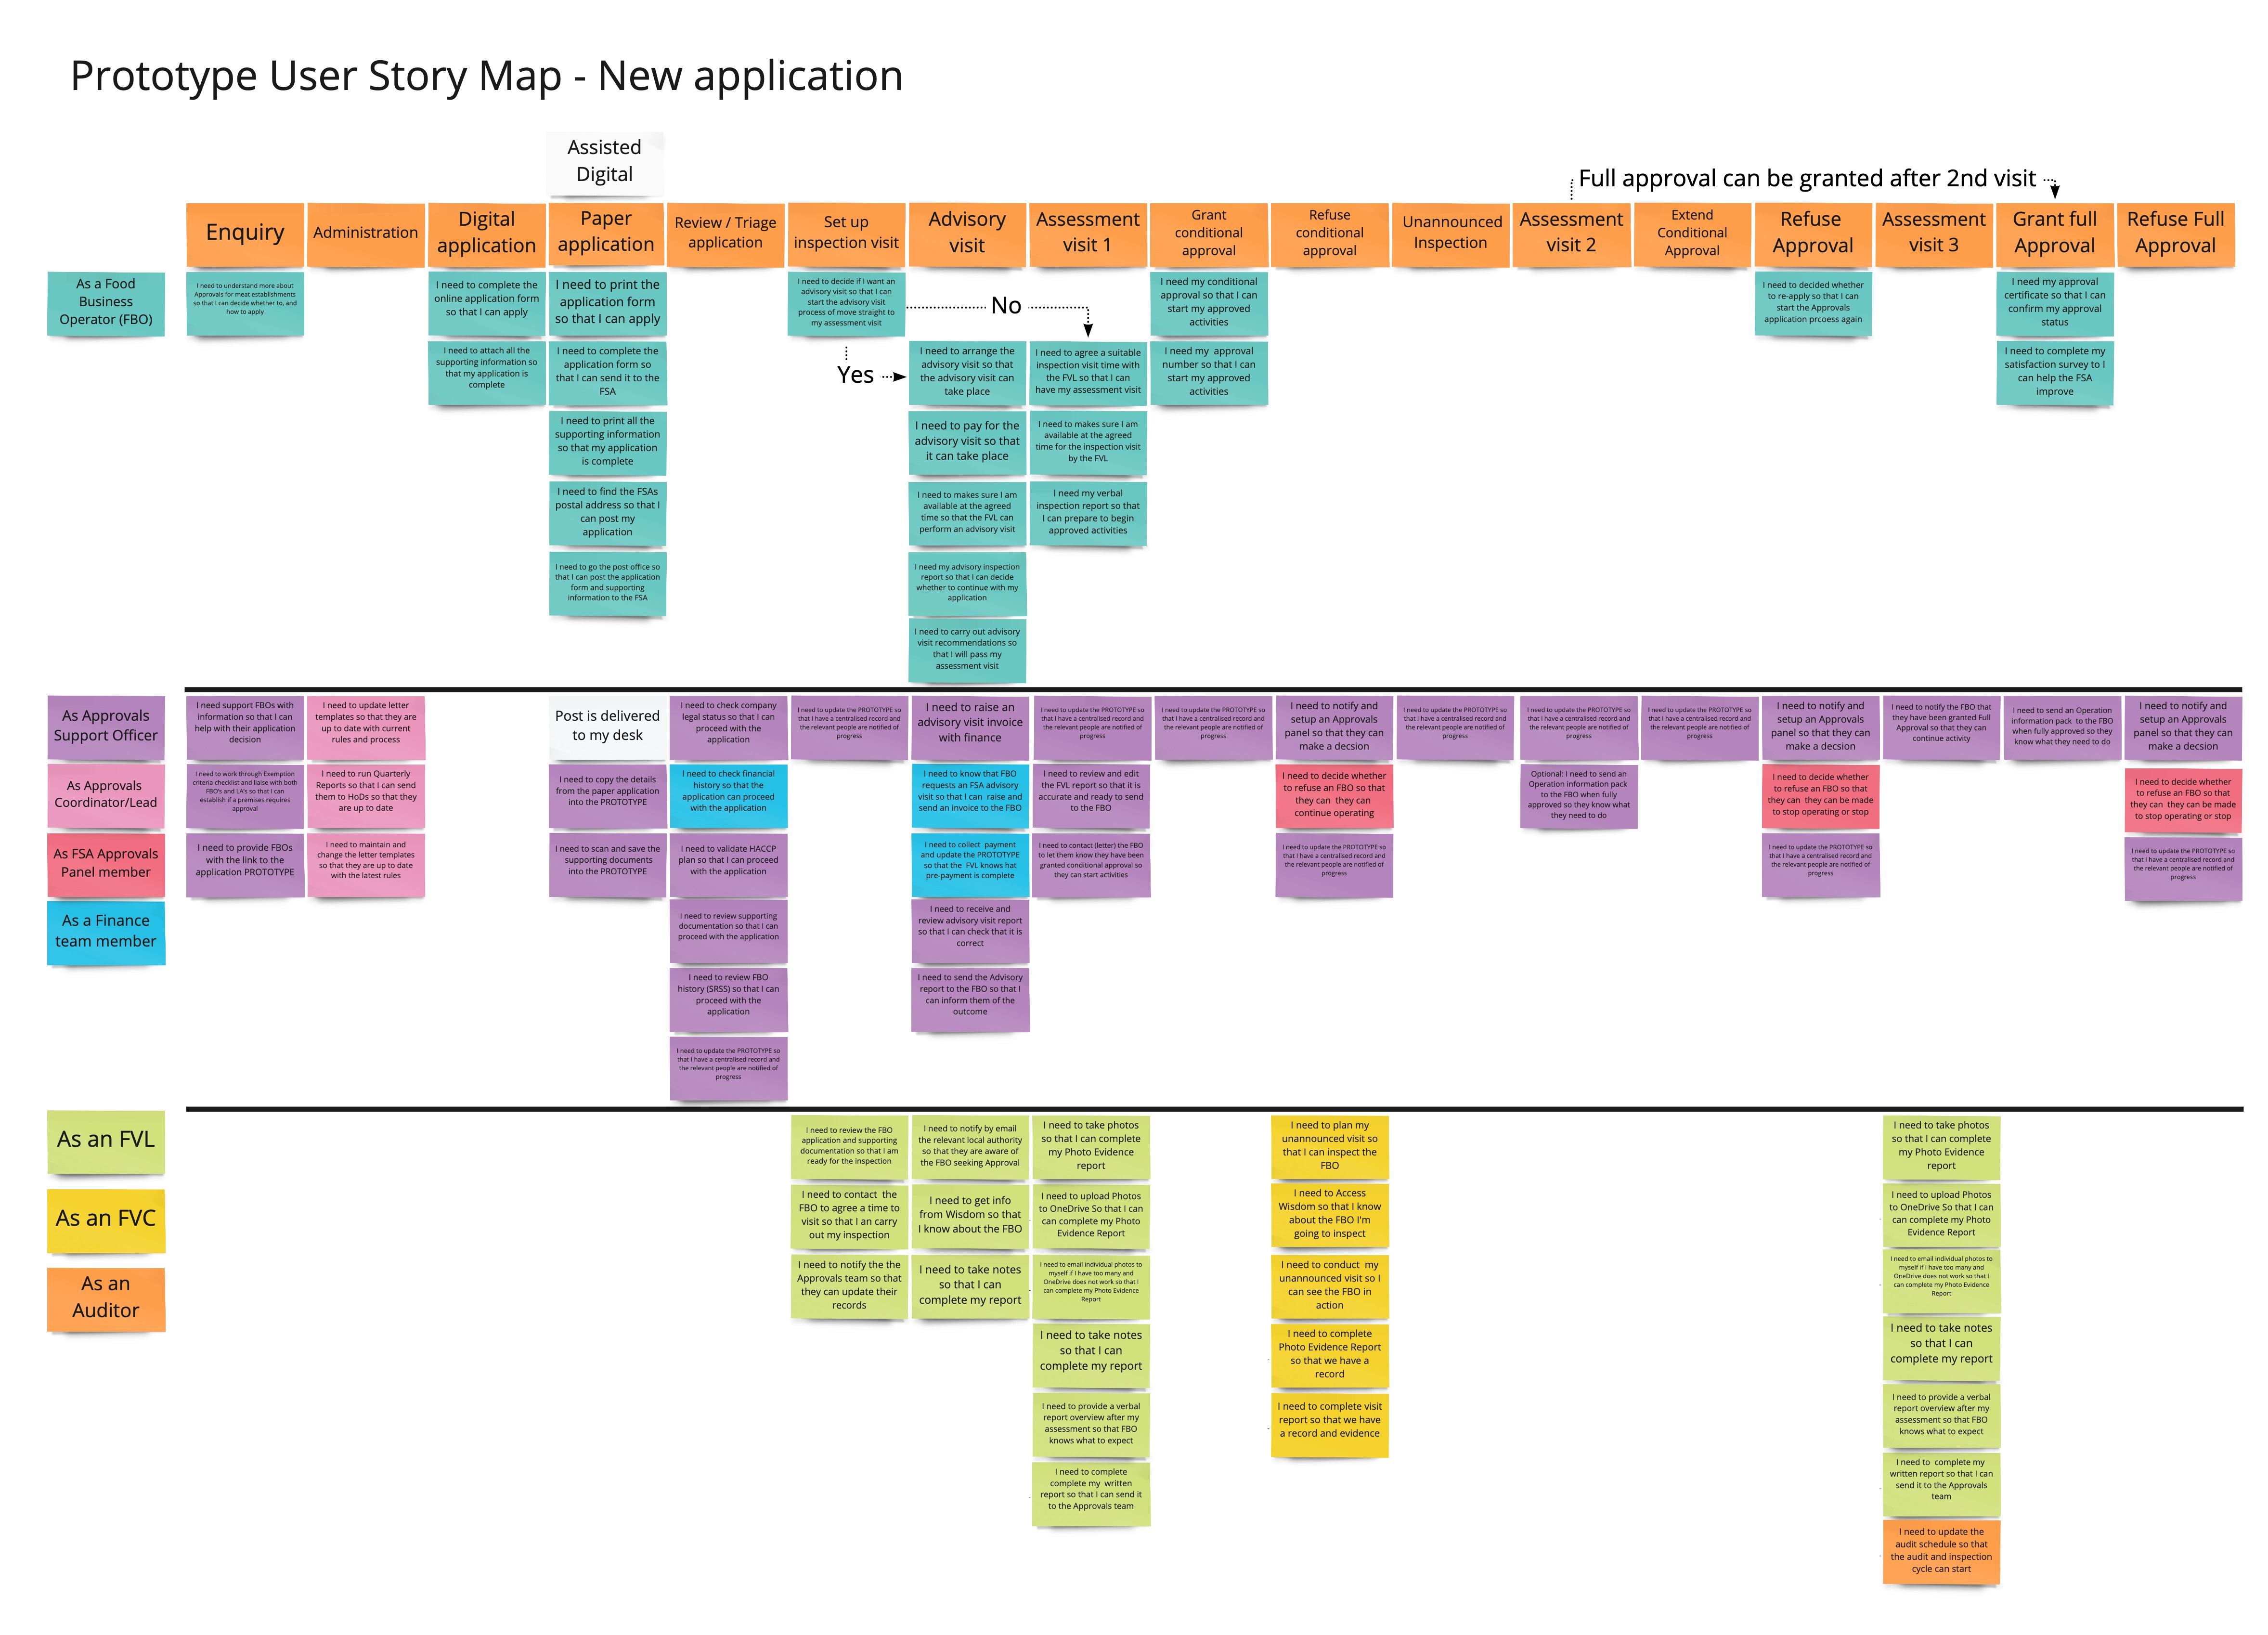 Prototype User Story Map - New application
Assisted
Digital
Full approval can be granted after 2nd visit
Enquiry
Administration
Digital
application
Paper
application
Review / Triage
application
Set up
inspection visit
Advisory
visit
Assessment
visit 1
Grant
conditional
approval
Refuse
conditional
approval
Unannounced
Inspection
Assessment
visit 2
Extend
Conditional
Approval
Refuse
Approval
Assessment
visit 3
Grant full
Approval
Refuse Full
Approval
As a Food
Business
Operator (FBO)
I need to understand more about
Approvals for meat establishments
so that I can decide whether to, and
how to apply
I need to complete the
online application form
so that I can apply
I need to attach all the
supporting information so
that my application is
complete
I need to print the
application form
so that I can apply
I need to complete the
application form so
that I can send it to the
FSA
I need to print all the
supporting information
so that my application
is complete
I need to find the FSAs
postal address so that I
can post my
application
I need to go the post office so
that I can post the application
form and supporting
information to the FSA
I need to decide if I want an
advisory visit so that I can
start the advisory visit
process of move straight to
my assessment visit
No
Yes
I need to arrange the
advisory visit so that
the advisory visit can
take place
I need to pay for the
advisory visit so that
it can take place
I need to makes sure I am
available at the agreed
time so that the FVL can
perform an advisory visit
I need my advisory inspection
report so that I can decide
whether to continue with my
application
I need to carry out advisory
visit recommendations so
that I will pass my
assessment visit
I need to agree a suitable
inspection visit time with
the FVL so that I can
have my assessment visit
I need to makes sure I am
available at the agreed
time for the inspection visit
by the FVL
I need my verbal
inspection report so that
I can prepare to begin
approved activities
I need my conditional
approval so that I can
start my approved
activities
I need my  approval
number so that I can
start my approved
activities
I need to decided whether
to re-apply so that I can
start the Approvals
application prcoess again
I need my approval
certificate so that I can
confirm my approval
status
I need to complete my
satisfaction survey to I
can help the FSA
improve
As Approvals
Support Officer
As Approvals
Coordinator/Lead
As FSA Approvals
Panel member
As a Finance
team member
I need support FBOs with
information so that I can
help with their application
decision
I need to work through Exemption
criteria checklist and liaise with both
FBO's and LA's so that I can
establish if a premises requires
approval
I need to provide FBOs
with the link to the
application PROTOTYPE
I need to update letter
templates so that they are
up to date with current
rules and process
I need to run Quarterly
Reports so that I can send
them to HoDs so that they
are up to date
I need to maintain and
change the letter templates
so that they are up to date
with the latest rules
Post is delivered
to my desk
I need to copy the details
from the paper application
into the PROTOTYPE
I need to scan and save the
supporting documents
into the PROTOTYPE
I need to check company
legal status so that I can
proceed with the
application
I need to check financial
history so that the
application can proceed
with the application
I need to validate HACCP
plan so that I can proceed
with the application
I need to review supporting
documentation so that I can
proceed with the application
I need to review FBO
history (SRSS) so that I can
proceed with the
application
I need to update the PROTOTYPE so
that I have a centralised record and
the relevant people are notified of
progress
I need to update the PROTOTYPE so
that I have a centralised record and
the relevant people are notified of
progress
I need to raise an
advisory visit invoice
with finance
I need to know that FBO
requests an FSA advisory
visit so that I can  raise and
send an invoice to the FBO
I need to collect  payment
and update the PROTOTYPE
so that the  FVL knows hat
pre-payment is complete
I need to receive and
review advisory visit report
so that I can check that it is
correct
I need to send the Advisory
report to the FBO so that I
can inform them of the
outcome
I need to update the PROTOTYPE so
that I have a centralised record and
the relevant people are notified of
progress
I need to review and edit
the FVL report so that it is
accurate and ready to send
to the FBO
I need to contact (letter) the FBO
to let them know they have been
granted conditional approval so
they can start activities
I need to update the PROTOTYPE so
that I have a centralised record and
the relevant people are notified of
progress
I need to notify and
setup an Approvals
panel so that they can
make a decsion
I need to decide whether
to refuse an FBO so that
they can  they can
continue operating
I need to update the PROTOTYPE so
that I have a centralised record and
the relevant people are notified of
progress
I need to update the PROTOTYPE so
that I have a centralised record and
the relevant people are notified of
progress
I need to update the PROTOTYPE so
that I have a centralised record and
the relevant people are notified of
progress
Optional: I need to send an
Operation information pack
to the FBO when fully
approved so they know what
they need to do
I need to update the PROTOTYPE so
that I have a centralised record and
the relevant people are notified of
progress
I need to notify and
setup an Approvals
panel so that they can
make a decsion
I need to decide whether
to refuse an FBO so that
they can  they can be made
to stop operating or stop
I need to update the PROTOTYPE so
that I have a centralised record and
the relevant people are notified of
progress
I need to notify the FBO that
they have been granted Full
Approval so that they can
continue activity
I need to send an Operation
information pack  to the FBO
when fully approved so they
know what they need to do
I need to notify and
setup an Approvals
panel so that they can
make a decsion
I need to decide whether
to refuse an FBO so that
they can  they can be made
to stop operating or stop
I need to update the PROTOTYPE so
that I have a centralised record and
the relevant people are notified of
progress
As an FVL
As an FVC
As an
Auditor
I need to review the FBO
application and supporting
documentation so that I am
ready for the inspection
I need to contact  the
FBO to agree a time to
visit so that I an carry
out my inspection
I need to notify the the
Approvals team so that
they can update their
records
I need to notify by email
the relevant local authority
so that they are aware of
the FBO seeking Approval
I need to get info
from Wisdom so that
I know about the FBO
I need to take notes
so that I can
complete my report
I need to take photos
so that I can complete
my Photo Evidence
report
I need to upload Photos
to OneDrive So that I can
can complete my Photo
Evidence Report
I need to email individual photos to
myself if I have too many and
OneDrive does not work so that I
can complete my Photo Evidence
Report
I need to take notes
so that I can
complete my report
I need to provide a verbal
report overview after my
assessment so that FBO
knows what to expect
I need to complete
complete my  written
report so that I can send it
to the Approvals team
I need to plan my
unannounced visit so
that I can inspect the
FBO
I need to Access
Wisdom so that I know
about the FBO I'm
going to inspect
I need to conduct  my
unannounced visit so I
can see the FBO in
action
I need to complete
Photo Evidence Report
so that we have a
record
I need to complete visit
report so that we have
a record and evidence
I need to take photos
so that I can complete
my Photo Evidence
report
I need to upload Photos
to OneDrive So that I can
can complete my Photo
Evidence Report
I need to email individual photos to
myself if I have too many and
OneDrive does not work so that I
can complete my Photo Evidence
Report
I need to take notes
so that I can
complete my report
I need to provide a verbal
report overview after my
assessment so that FBO
knows what to expect
I need to  complete my
written report so that I can
send it to the Approvals
team
I need to update the
audit schedule so that
the audit and inspection
cycle can start